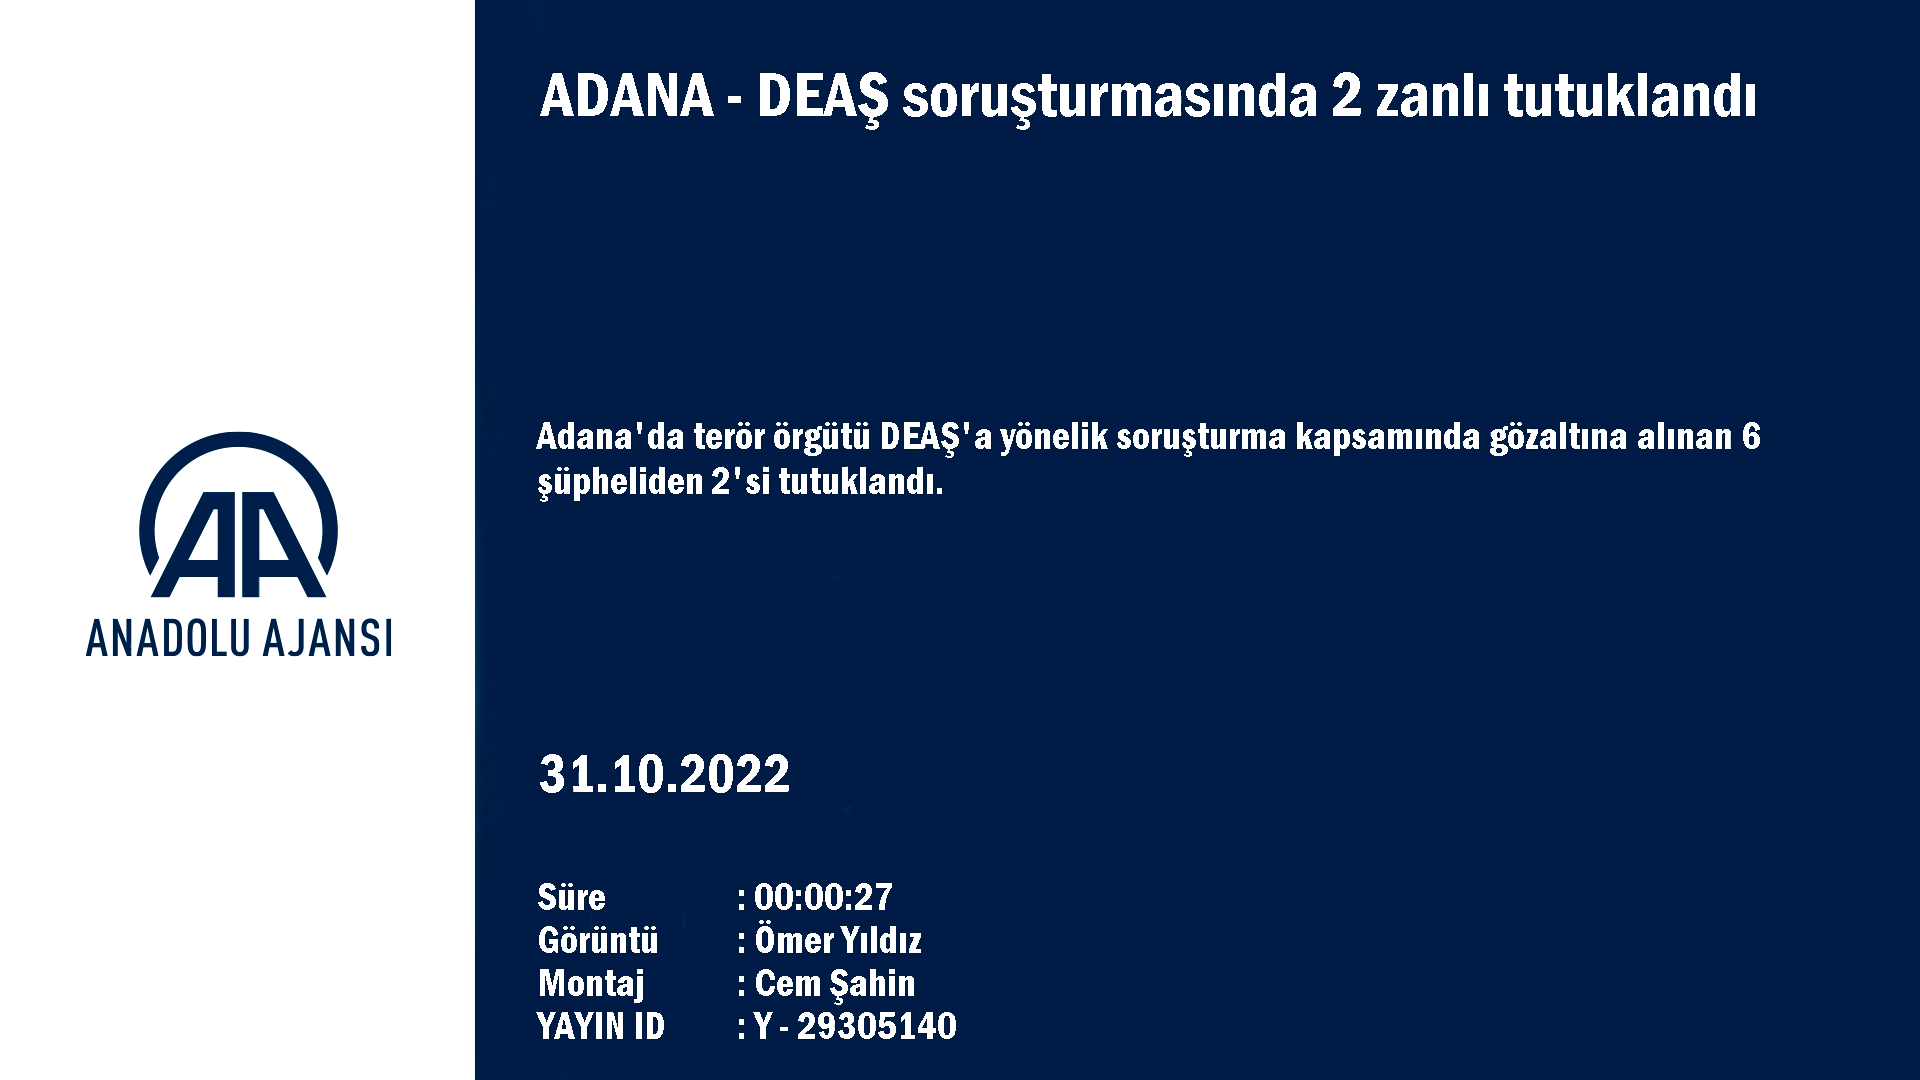 ADANA - DEAŞ soruşturmasında 2 zanlı tutuklandı
Adana'da terör örgütü DEAŞ'a yönelik soruşturma kapsamında gözaltına alınan 6
şüpheliden 2'si tutuklandı.
AA
ANADOLU AJANSI
31.10.2022
Süre : 00:00:27
Görüntü : Ömer Yıldız
Montaj : Cem Şahin
YAYIN ID : Y - 29305140